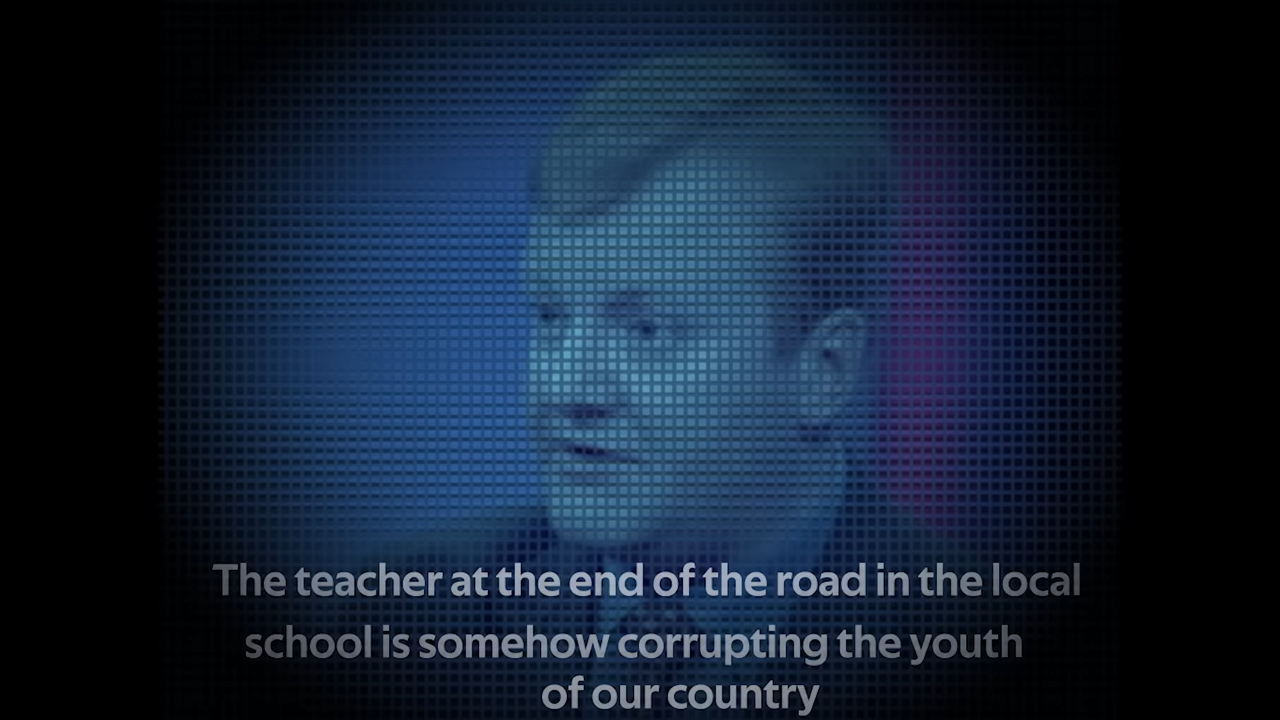 The teacher at the end of the road in the local
school is somehow corrupting the youth
of our country